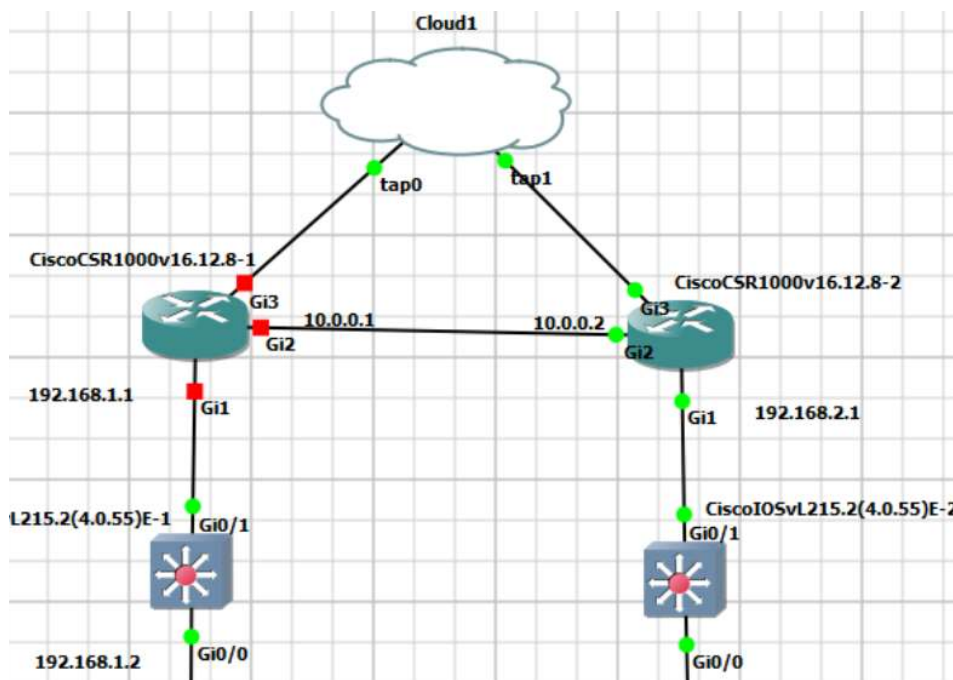 Cloud1
tap0
tap1
CiscoCSR1000v16.12.8-1
CiscoCSR1000v16.12.8-2
Gi3
Gi3
10.0.0.1
10.0.0.2
Gi2
Gi2
192.168.1.1
Gi1
Gi1
192.168.2.1
vL215.2(4.0.55)E-1
CiscoIOSvL215.2(4.0.55)E-2
Gi0/1
Gi0/1
192.168.1.2
Gi0/0
Gi0/0